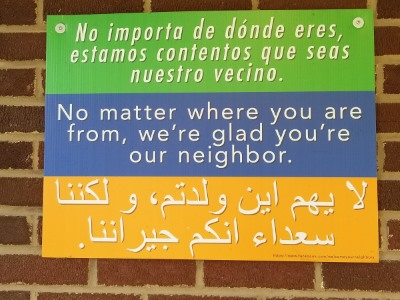 No importa de dónde eres,
estamos contentos que seas
nuestro vecino.
No matter where you are
from, we're glad you're
our neighbor.
لا يهم اين ولدتم، و لكننا
سعداء انكم جيراننا.